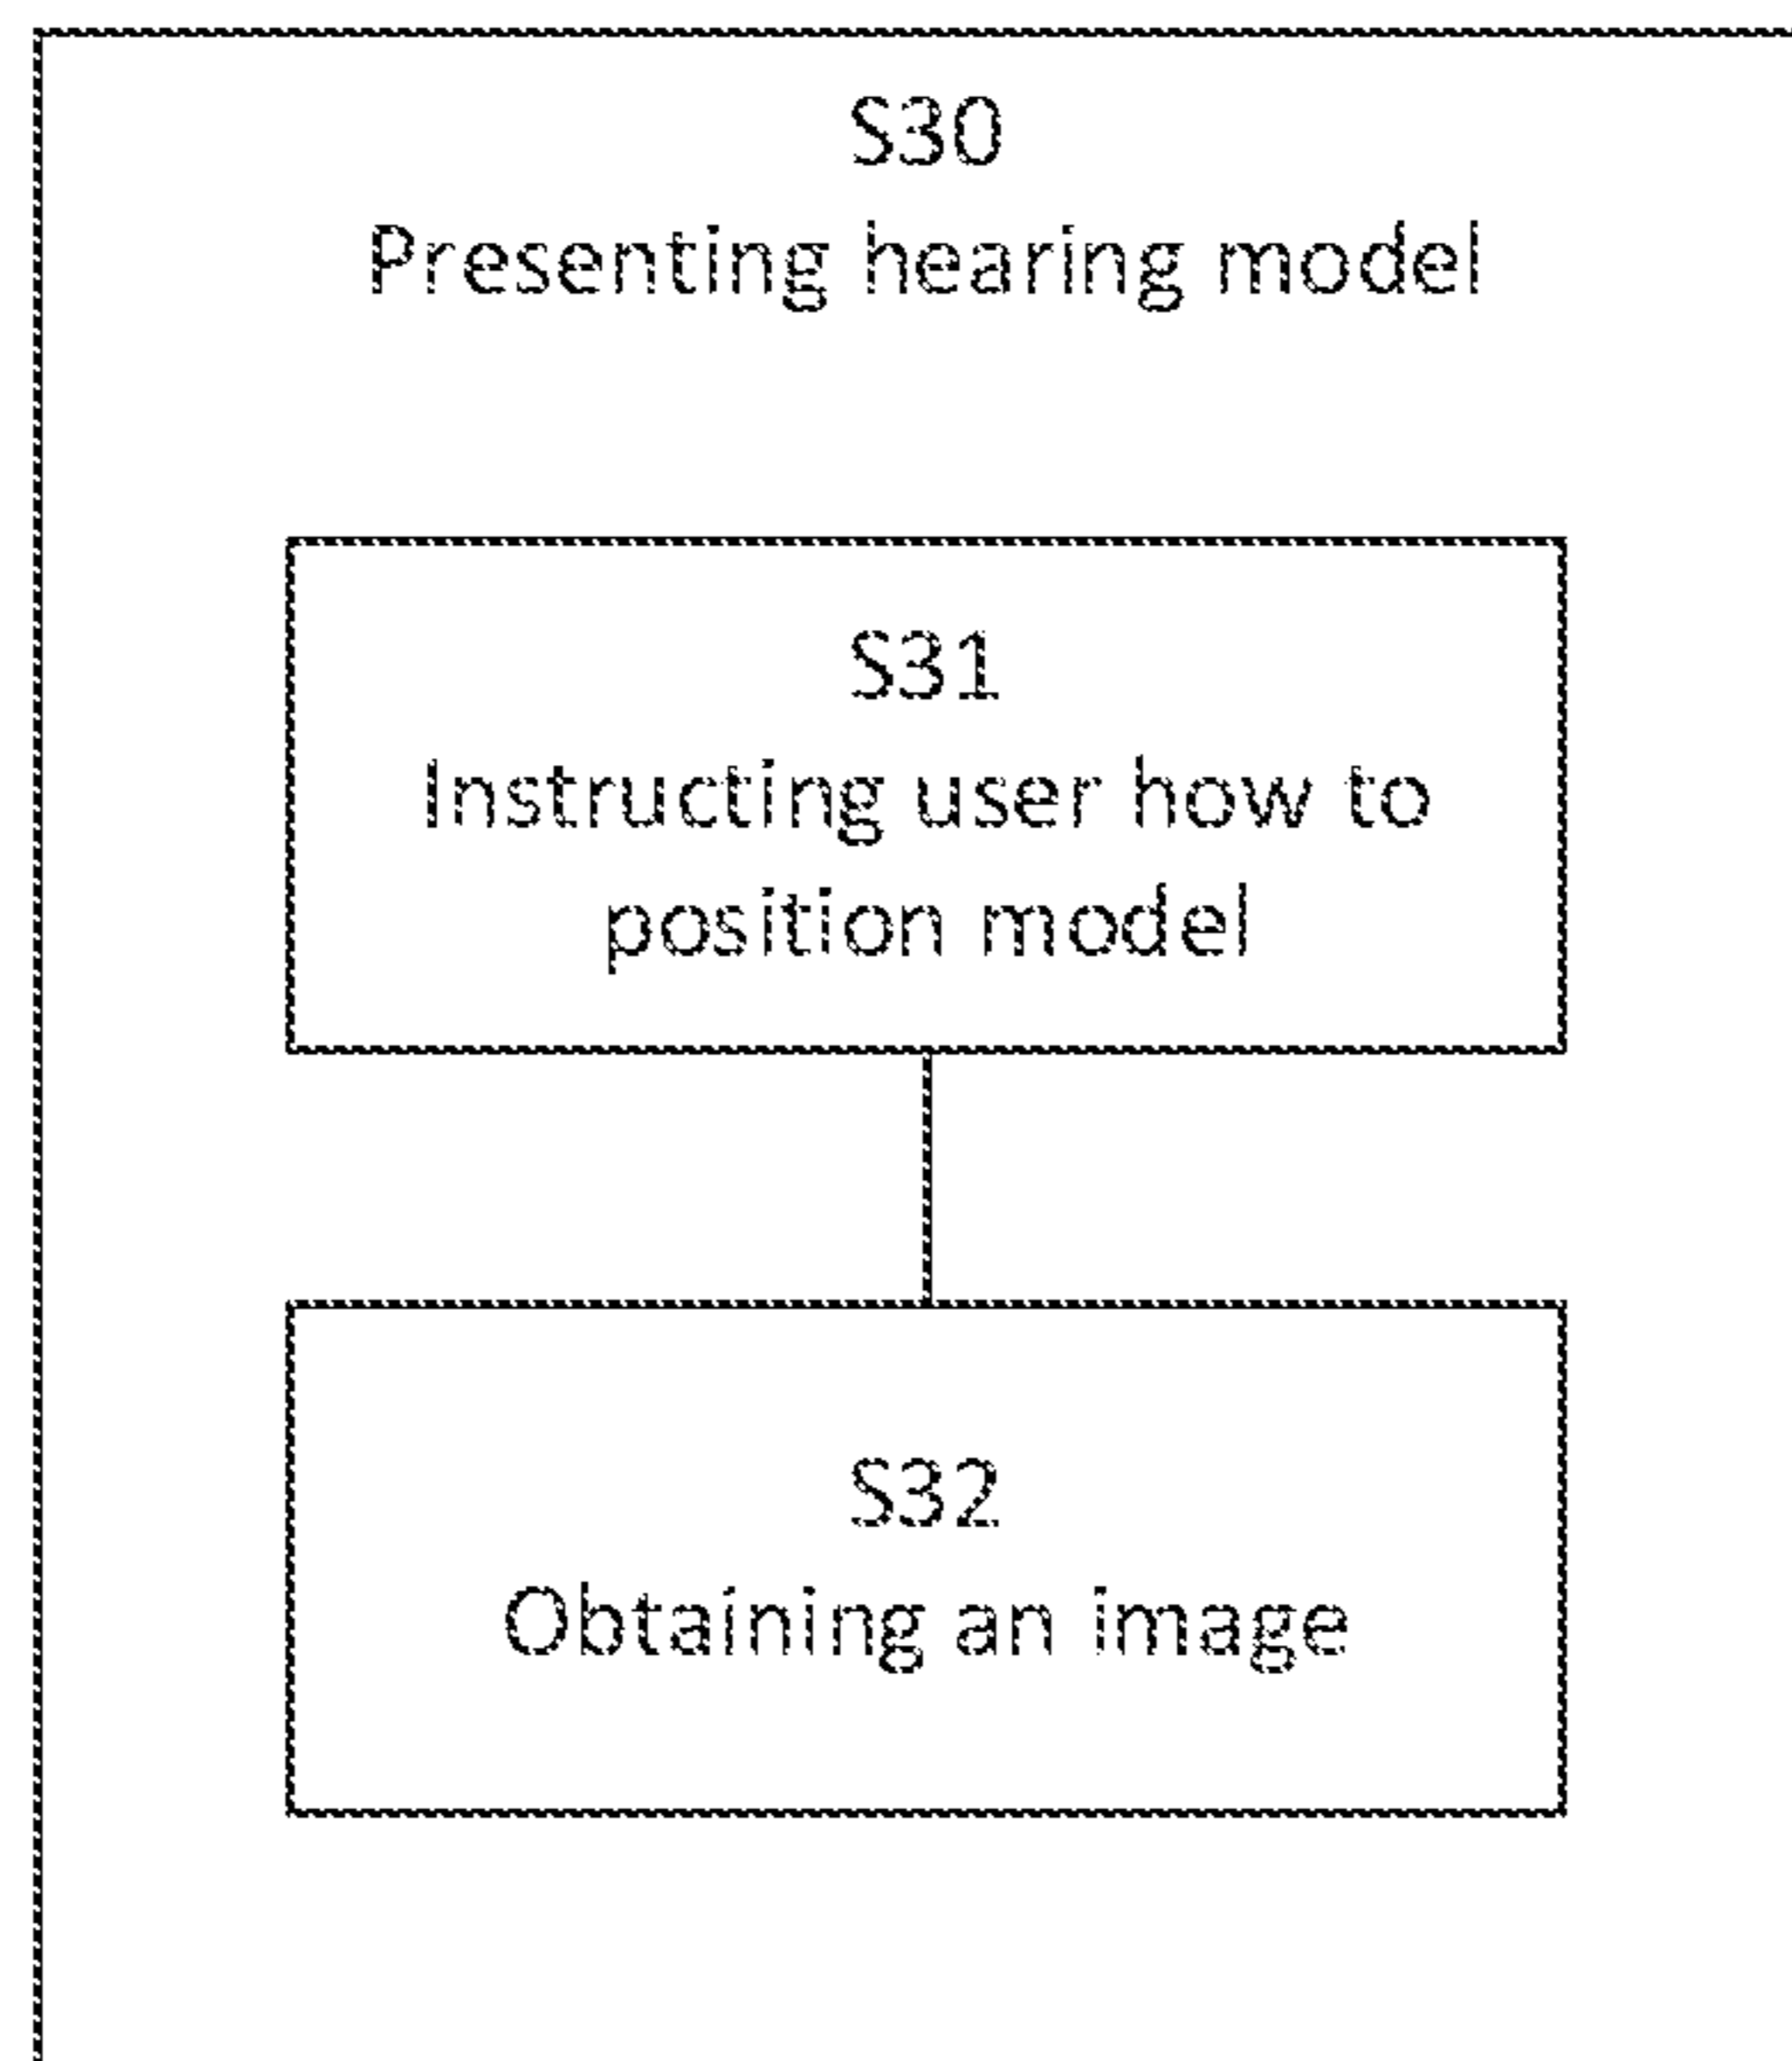 S30
Presenting hearing model
S31
Instructing user how to
position model
S32
Obtaining an image